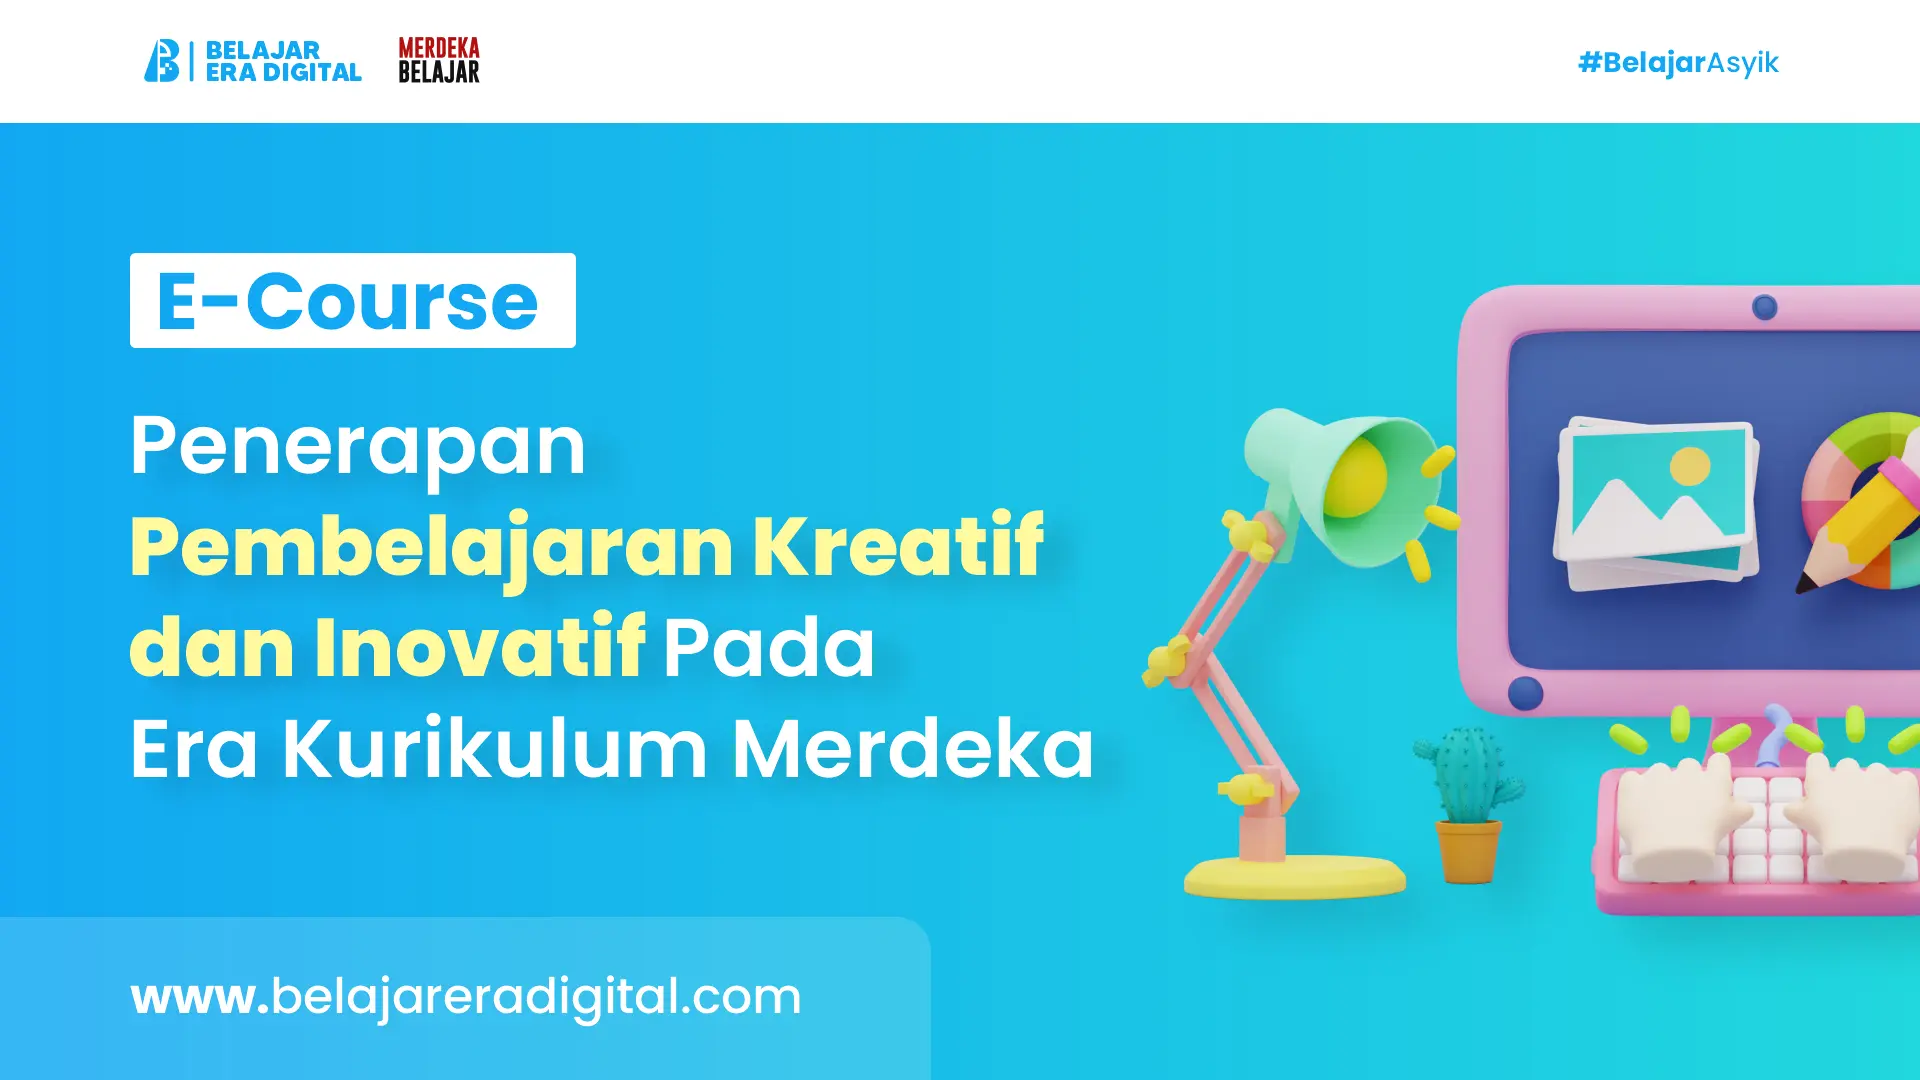 BELAJAR
ERA DIGITAL
MERDEKA
BELAJAR
#BelajarAsyik
E-Course
Penerapan
Pembelajaran Kreatif
dan Inovatif Pada
Era Kurikulum Merdeka
www.belajareradigital.com